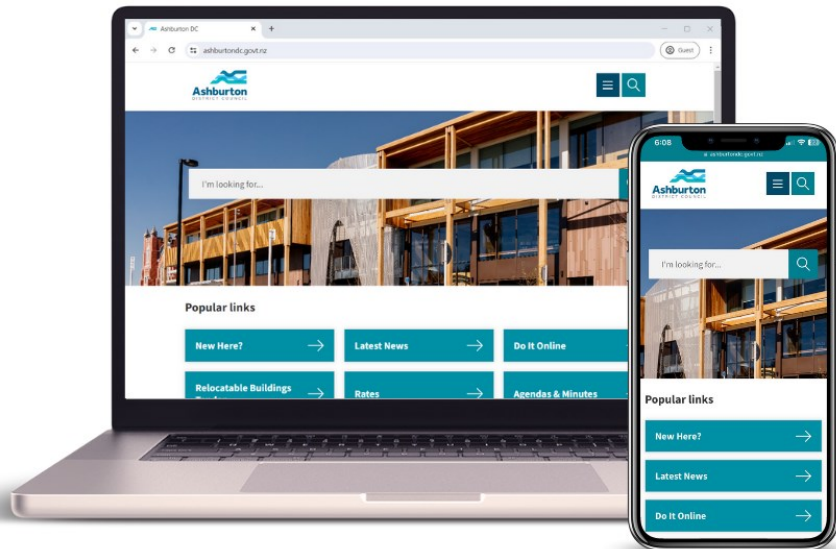 Ashburton DC
ashburtondc.govt.nz
Guest
Ashburton
DISTRICT COUNCIL
I'm looking for...
Popular links
New Here?
Latest News
Do It Online
Relocatable Buildings
Rates
Agendas & Minutes
6:08
ashburtondc.govt.nz
Ashburton
DISTRICT COUNCIL
I'm looking for...
Popular links
New Here?
Latest News
Do It Online